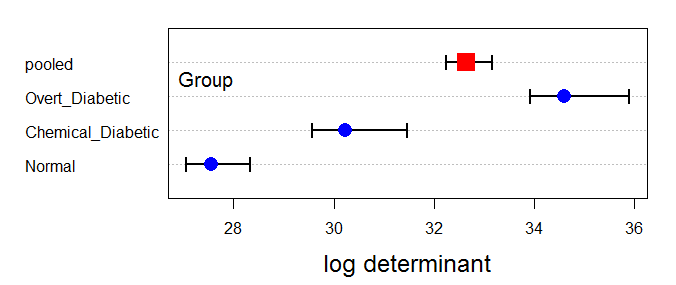 pooled
Group
Overt_Diabetic
Chemical_Diabetic
Normal
28 30 32 34 36
log determinant